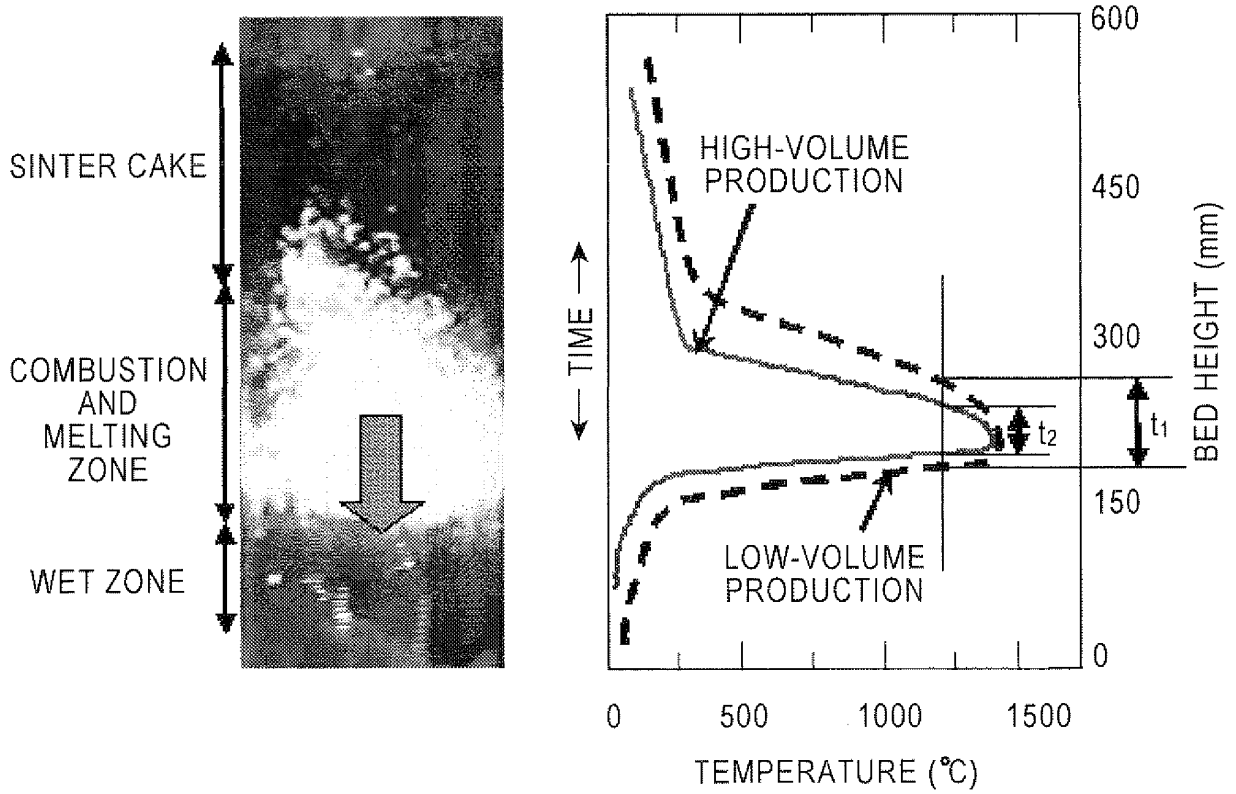 SINTER CAKE
COMBUSTION
AND
MELTING
ZONE
WET ZONE
TIME
HIGH-VOLUME
PRODUCTION
LOW-VOLUME
PRODUCTION
t2
t1
600
450
300
150
0
BED HEIGHT (mm)
0 500 1000 1500
TEMPERATURE (°C)